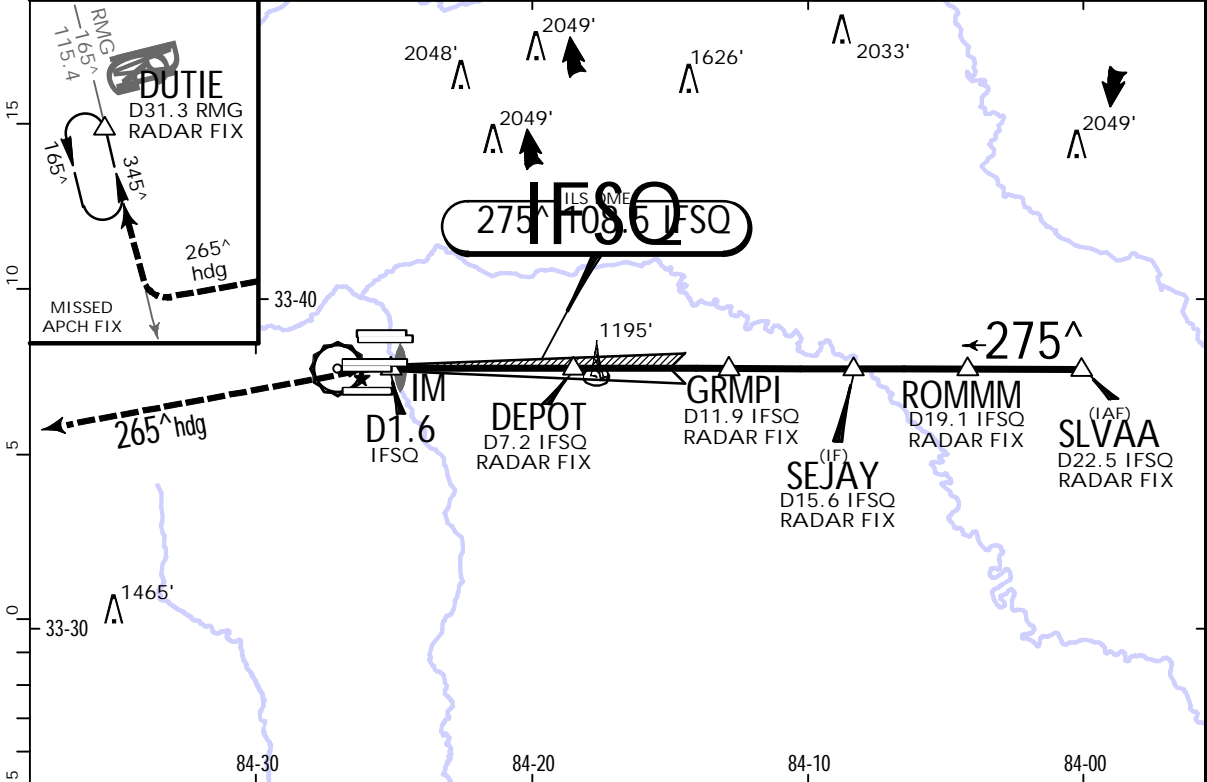 RMG
165^
115.4
DUTIE
D31.3 RMG
RADAR FIX
165^
345^
265^
hdg
MISSED
APCH FIX
2048'
2049'
1626'
2033'
2049'
2049'
IFSQ
ILS DME
275^ 108.5 IFSQ
15
10
5
0
5
33-40
33-30
1195'
275^
265^hdg
IM
D1.6
IFSQ
DEPOT
D7.2 IFSQ
RADAR FIX
GRMPI
D11.9 IFSQ
RADAR FIX
(IF)
SEJAY
D15.6 IFSQ
RADAR FIX
ROMMM
D19.1 IFSQ
RADAR FIX
(IAF)
SLVAA
D22.5 IFSQ
RADAR FIX
1465'
84-30
84-20
84-10
84-00